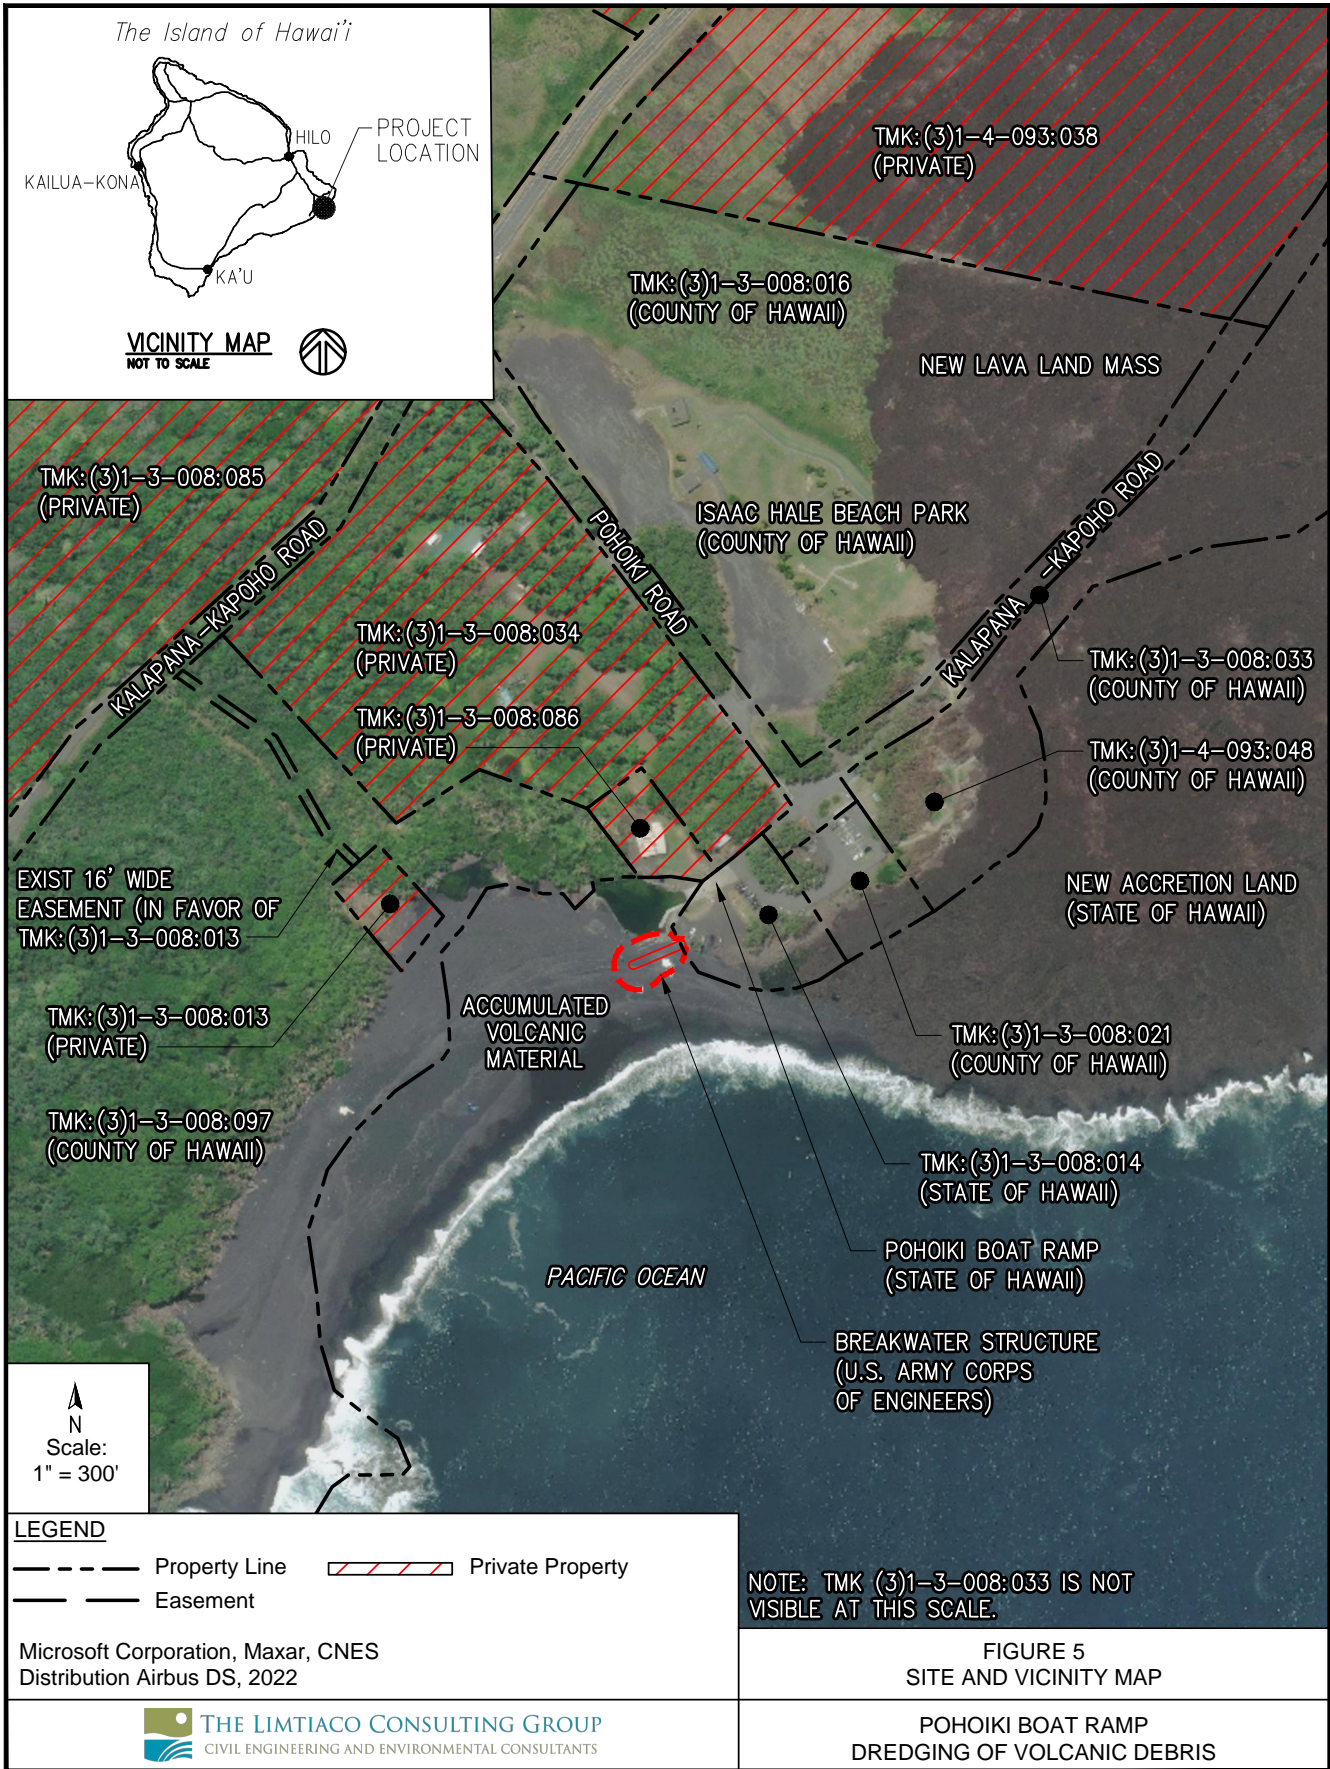 The Island of Hawai'i
HILO
PROJECT
LOCATION
KAILUA-KONA
KA'U
VICINITY MAP
NOT TO SCALE
TMK:(3)1-4-093:038
(PRIVATE)
TMK:(3)1-3-008:016
(COUNTY OF HAWAII)
NEW LAVA LAND MASS
TMK:(3)1-3-008:085
(PRIVATE)
ISAAC HALE BEACH PARK
(COUNTY OF HAWAII)
POHOIKI ROAD
KALAPANA-KAPOHO ROAD
KALAPANA -KAPOHO ROAD
TMK:(3)1-3-008:034
(PRIVATE)
TMK:(3)1-3-008:033
(COUNTY OF HAWAII)
TMK:(3)1-3-008:086
(PRIVATE)
TMK:(3)1-4-093:048
(COUNTY OF HAWAII)
EXIST 16' WIDE
EASEMENT (IN FAVOR OF
TMK:(3)1-3-008:013
NEW ACCRETION LAND
(STATE OF HAWAII)
TMK:(3)1-3-008:013
(PRIVATE)
ACCUMULATED
VOLCANIC
MATERIAL
TMK:(3)1-3-008:021
(COUNTY OF HAWAII)
TMK:(3)1-3-008:097
(COUNTY OF HAWAII)
TMK:(3)1-3-008:014
(STATE OF HAWAII)
POHOIKI BOAT RAMP
(STATE OF HAWAII)
PACIFIC OCEAN
BREAKWATER STRUCTURE
(U.S. ARMY CORPS
OF ENGINEERS)
N
Scale:
1" = 300'
LEGEND
Property Line
Private Property
Easement
NOTE: TMK (3)1-3-008:033 IS NOT
VISIBLE AT THIS SCALE.
Microsoft Corporation, Maxar, CNES
Distribution Airbus DS, 2022
FIGURE 5
SITE AND VICINITY MAP
THE LIMTIACO CONSULTING GROUP
CIVIL ENGINEERING AND ENVIRONMENTAL CONSULTANTS
POHOIKI BOAT RAMP
DREDGING OF VOLCANIC DEBRIS